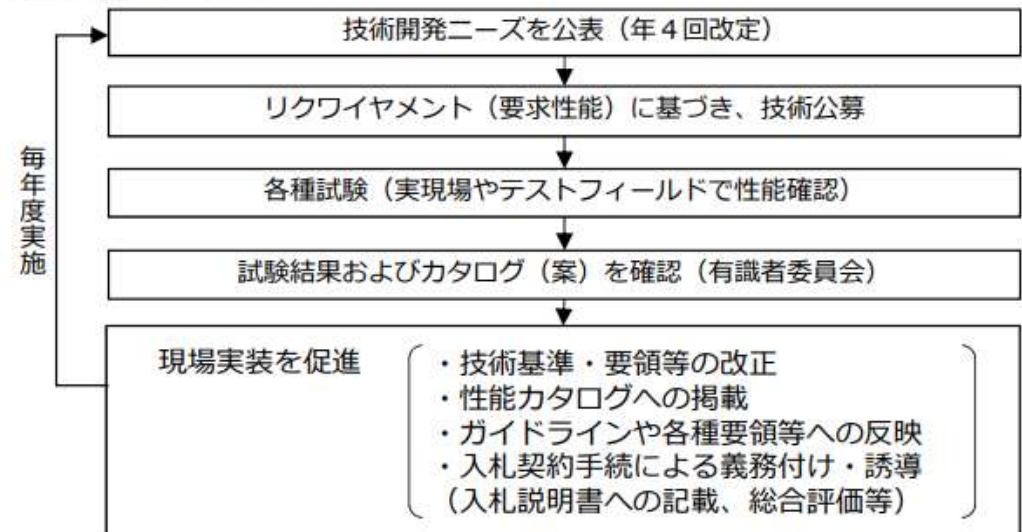 技術開発ニーズを公表（年４回改定）
リクワイヤメント（要求性能）に基づき、技術公募
各種試験（実現場やテストフィールドで性能確認）
試験結果およびカタログ（案）を確認（有識者委員会）
現場実装を促進
・技術基準・要領等の改正
・性能カタログへの掲載
・ガイドラインや各種要領等への反映
・入札契約手続による義務付け・誘導
（入札説明書への記載、総合評価等）
毎年度実施